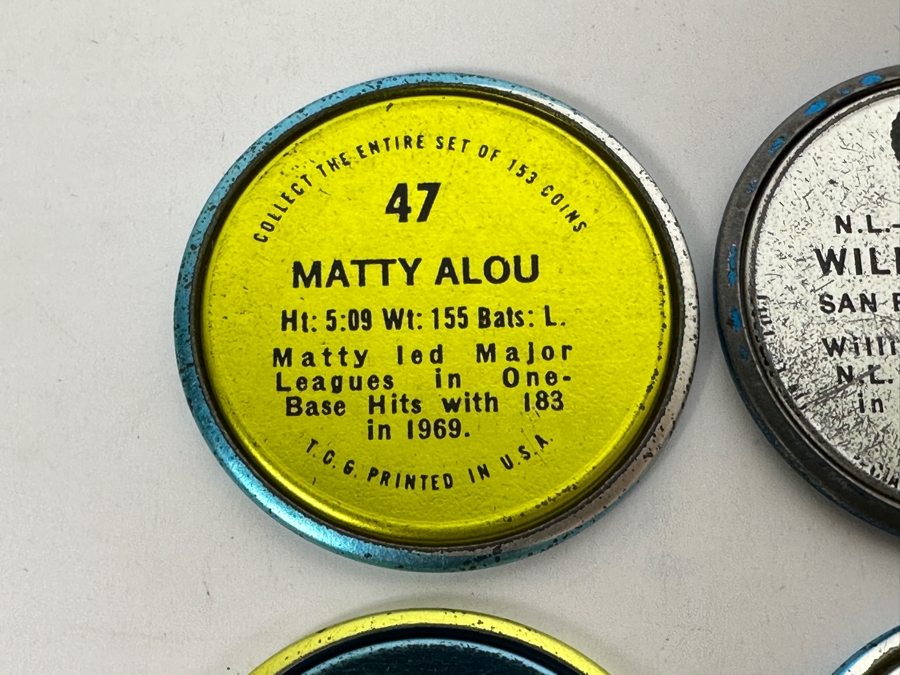 COLLECT THE ENTIRE SET OF 153 COINS
47
MATTY ALOU
Ht: 5:09 Wt: 155 Bats: L.
Matty led Major
Leagues in One-
Base Hits with 183
in 1969.
T.C.G. PRINTED IN U.S.A.
N.L.
SAN
N.L.
in